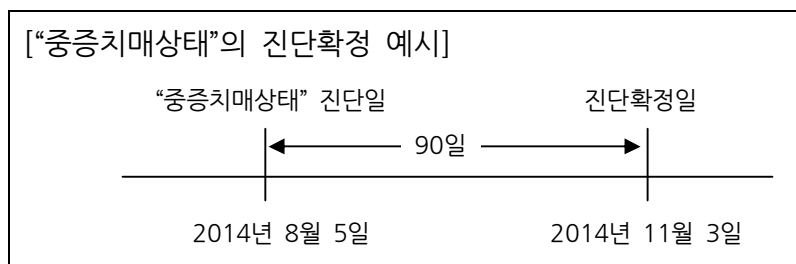 [“중증치매상태”의 진단확정 예시]
“중증치매상태” 진단일 진단확정일
90일
2014년 8월 5일 2014년 11월 3일